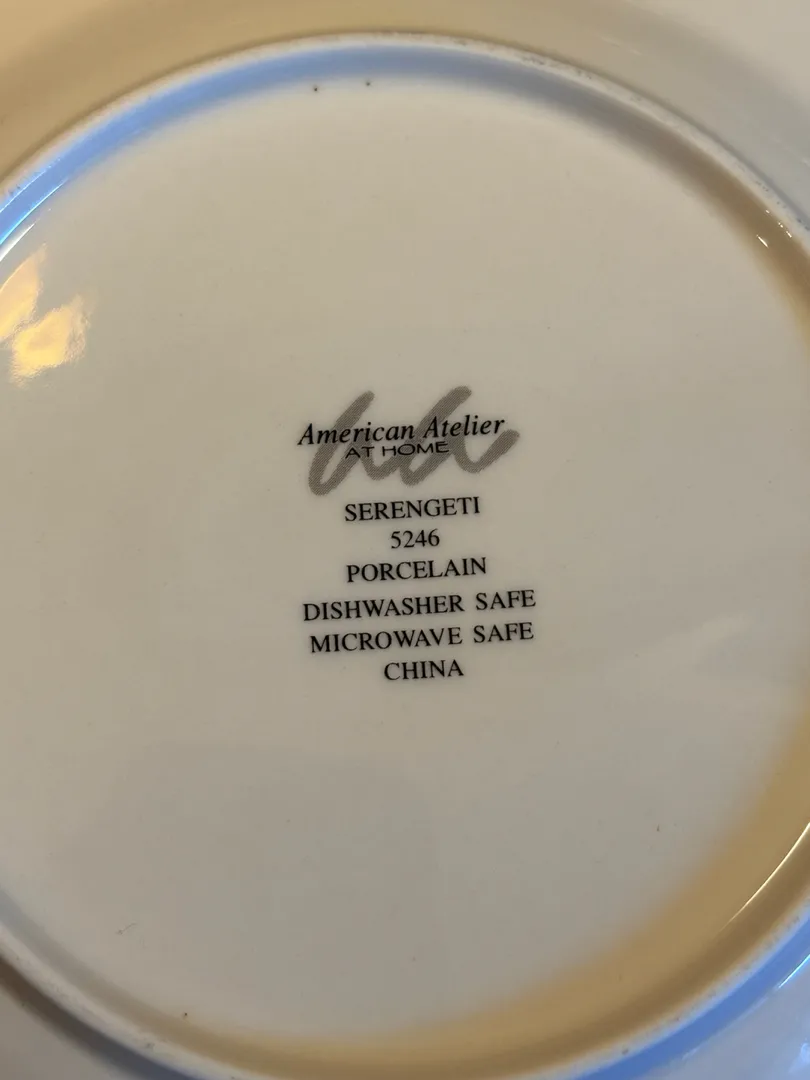 American Atelier
AT HOME
SERENGETI
5246
PORCELAIN
DISHWASHER SAFE
MICROWAVE SAFE
CHINA